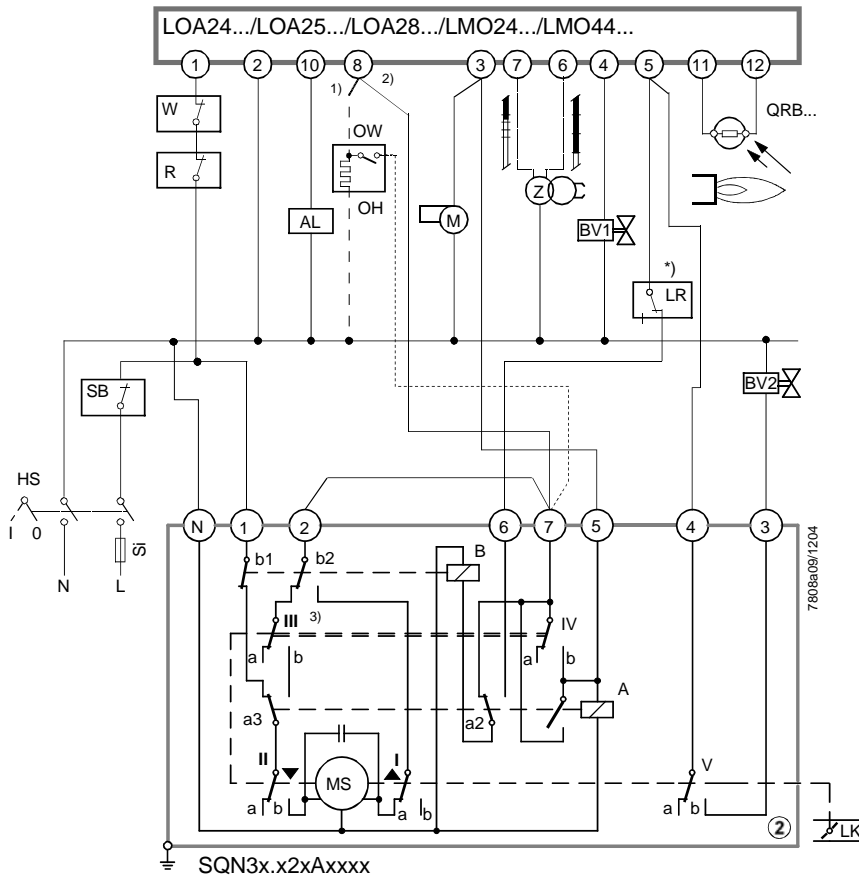 LOA24.../LOA25.../LOA28.../LMO24.../LMO44...
1 2 10 8 3 7 6 4 5 11 12
1) 2)
W
R
OW
OH
AL
M
Z
BV1
QRB...
*)
LR
SB
BV2
HS
I 0
Si
N L
N 1 2 6 7 5 4 3
b1 b2 B
III 3) IV
a b a b
A
a3 a2
II I V
MS
a b a b a b
2
LK
7808a09/1204
SQN3x.x2xAxxxx